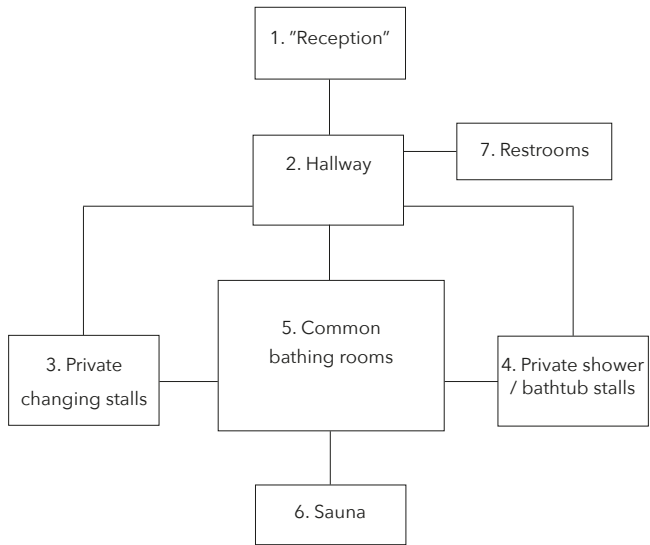 1. "Reception"
2. Hallway
7. Restrooms
5. Common
bathing rooms
3. Private
changing stalls
4. Private shower
/ bathtub stalls
6. Sauna